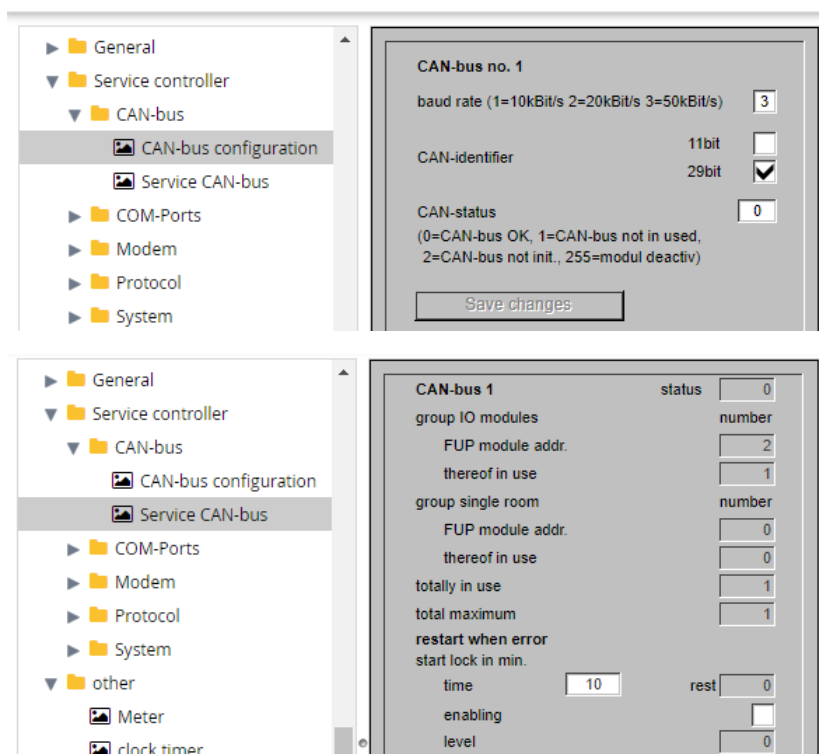 General
Service controller
CAN-bus
CAN-bus configuration
Service CAN-bus
COM-Ports
Modem
Protocol
System
CAN-bus no. 1
baud rate (1=10kBit/s 2=20kBit/s 3=50kBit/s) 3
11bit
CAN-identifier
29bit
CAN-status 0
(0=CAN-bus OK, 1=CAN-bus not in used,
2=CAN-bus not init., 255=modul deactiv)
Save changes
General
Service controller
CAN-bus
CAN-bus configuration
Service CAN-bus
COM-Ports
Modem
Protocol
System
other
Meter
clock timer
CAN-bus 1 status 0
group IO modules number
FUP module addr. 2
thereof in use 1
group single room number
FUP module addr. 0
thereof in use 0
totally in use 1
total maximum 1
restart when error
start lock in min.
time 10 rest 0
enabling
level 0